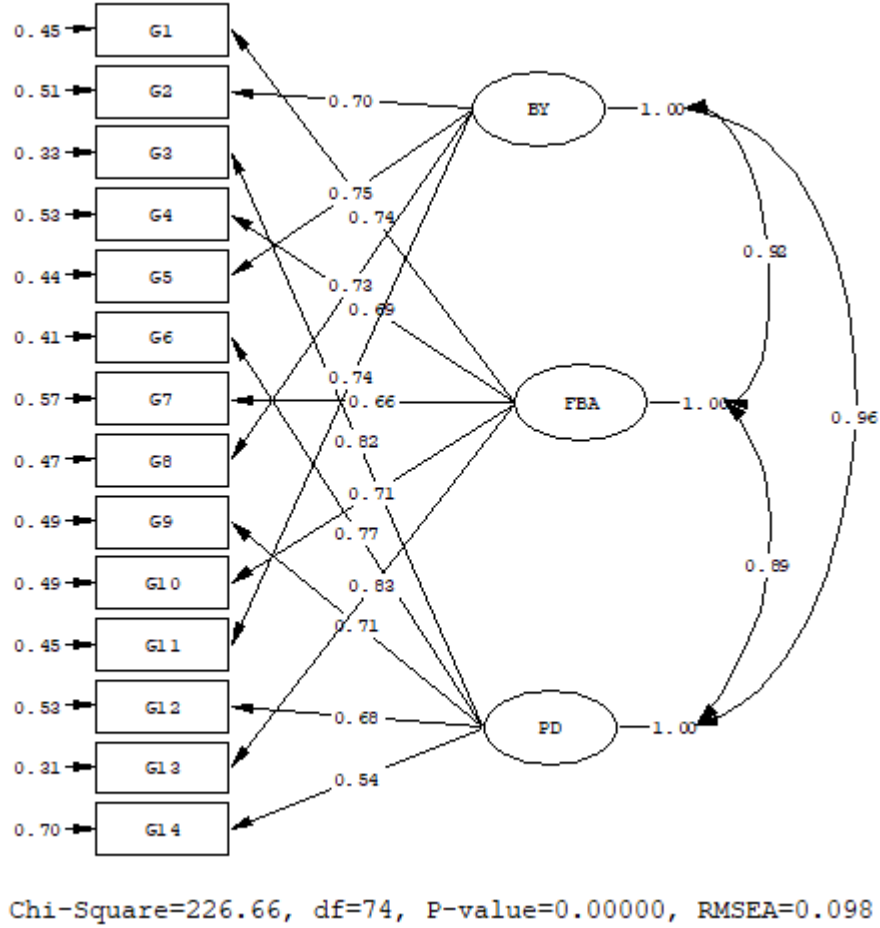 0.45 G1
0.51 G2
0.33 G3
0.53 G4
0.44 G5
0.41 G6
0.57 G7
0.47 G8
0.49 G9
0.49 G10
0.45 G11
0.53 G12
0.31 G13
0.70 G14
0.70
0.75
0.74
0.73
0.69
0.74
0.66
0.82
0.71
0.77
0.83
0.71
0.68
0.54
BY 1.00
FBA 1.00
PD 1.00
0.92
0.96
0.89
Chi-Square=226.66, df=74, P-value=0.00000, RMSEA=0.098